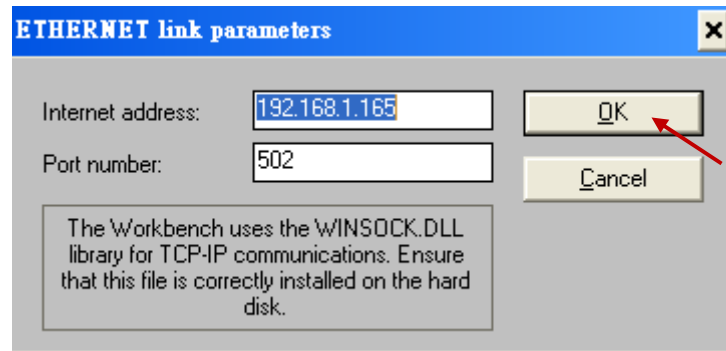 ETHERNET link parameters
Internet address:
192.168.1.165
OK
Port number:
502
Cancel
The Workbench uses the WINSOCK.DLL
library for TCP-IP communications. Ensure
that this file is correctly installed on the hard
disk.